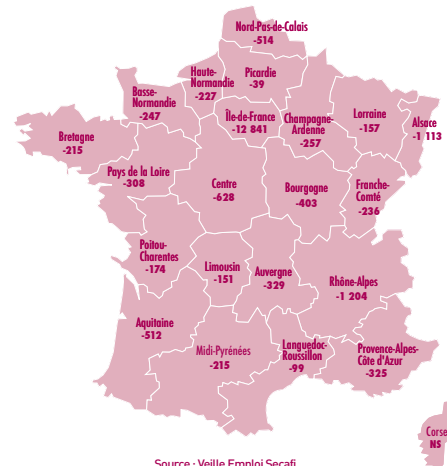 Nord-Pas-de-Calais
-514
Haute-
Normandie
-227
Picardie
-39
Basse-
Normandie
-247
Île-de-France
-12 841
Champagne-
Ardenne
-257
Lorraine
-157
Alsace
-1 113
Bretagne
-215
Pays de la Loire
-308
Centre
-628
Bourgogne
-403
Franche-
Comté
-236
Poitou-
Charentes
-174
Limousin
-151
Auvergne
-329
Rhône-Alpes
-1 204
Aquitaine
-512
Midi-Pyrénées
-215
Languedoc-
Roussillon
-99
Provence-Alpes-
Côte d'Azur
-325
Corse
NS
Source : Veille Emploi Secafi